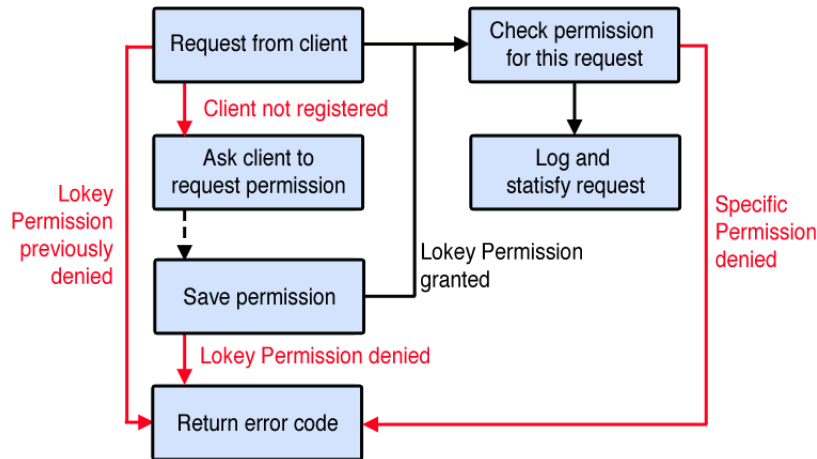 Request from client
Check permission
for this request
Client not registered
Ask client to
request permission
Log and
statisfy request
Lokey
Permission
previously
denied
Specific
Permission
denied
Lokey Permission
granted
Save permission
Lokey Permission denied
Return error code